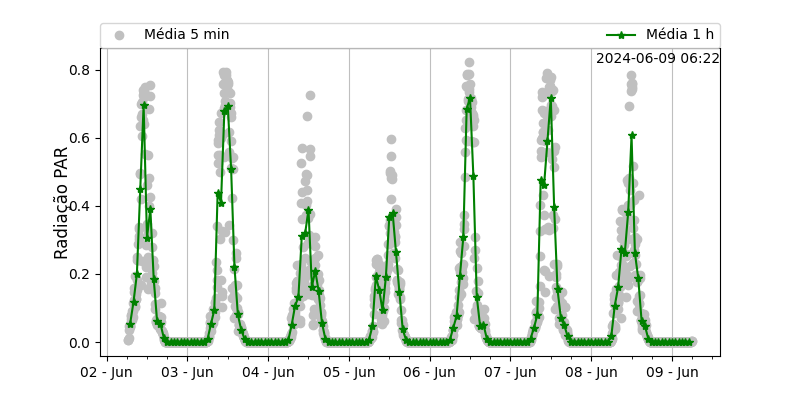 Média 5 min
Média 1 h
2024-06-09 06:22
Radiação PAR
0.8
0.6
0.4
0.2
0.0
02 - Jun
03 - Jun
04 - Jun
05 - Jun
06 - Jun
07 - Jun
08 - Jun
09 - Jun